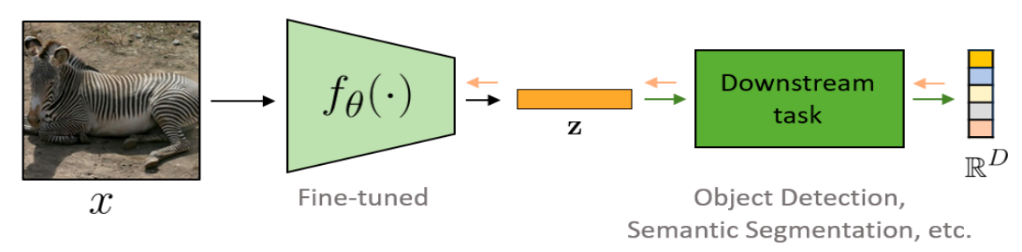 f_θ(·)
Downstream
task
z
ℝ^D
x
Fine-tuned
Object Detection,
Semantic Segmentation, etc.